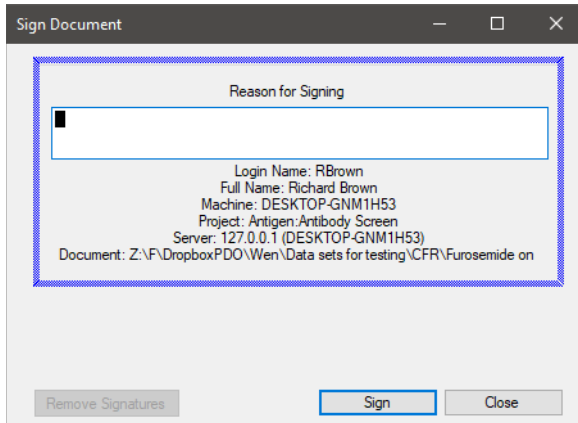 Sign Document
Reason for Signing
Login Name: RBrown
Full Name: Richard Brown
Machine: DESKTOP-GNM1H53
Project: Antigen:Antibody Screen
Server: 127.0.0.1 (DESKTOP-GNM1H53)
Document: Z:\F\DropboxPDO\Wen\Data sets for testing\CFR\Furosemide on
Remove Signatures
Sign
Close